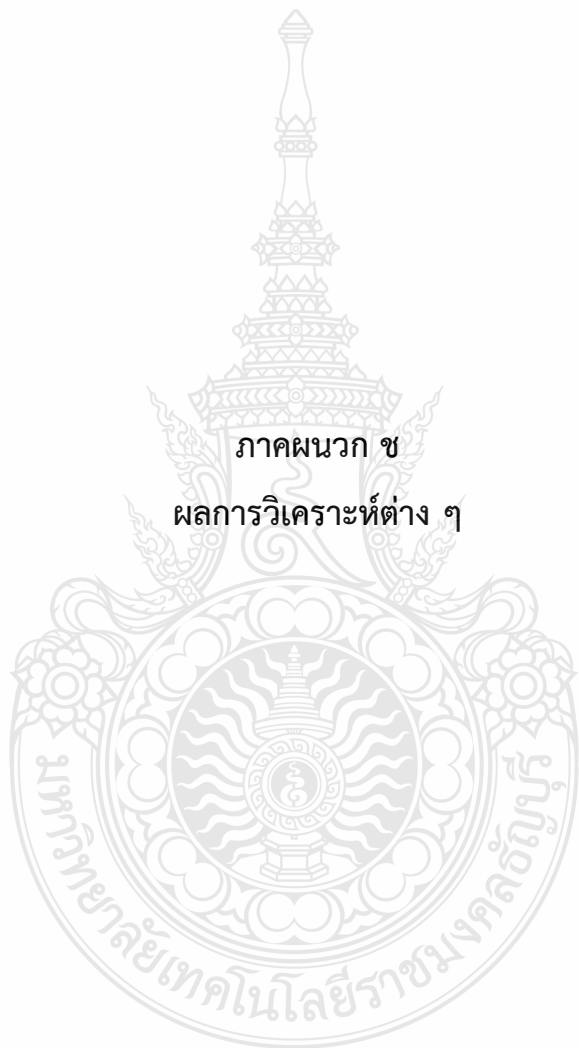 ภาคผนวก ช
ผลการวิเคราะห์ต่าง ๆ
มหาวิทยาลัยเทคโนโลยีราชมงคลธัญบุรี